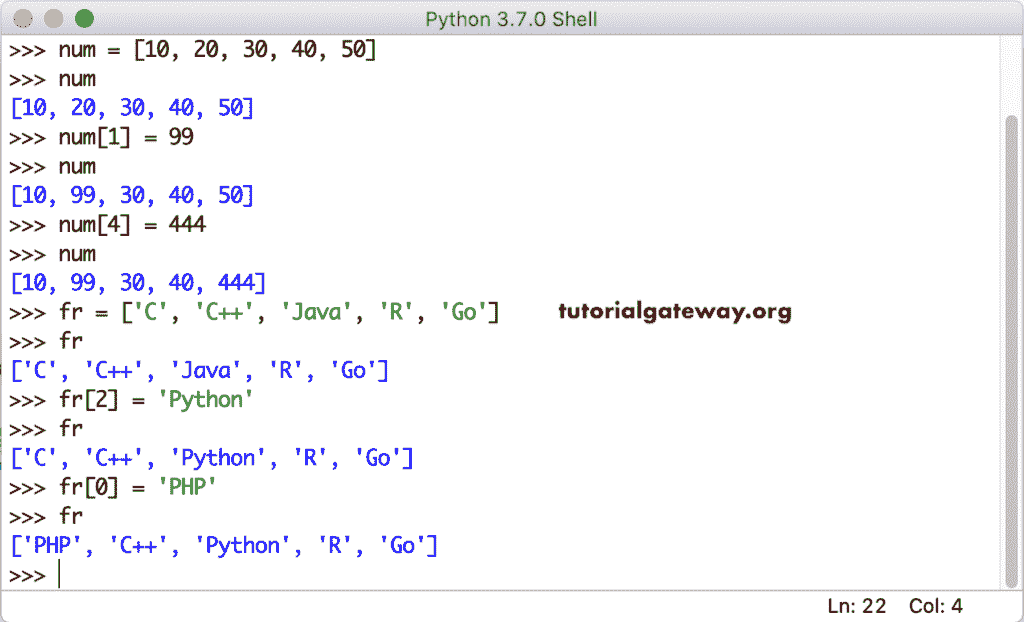 Python 3.7.0 Shell
>>> num = [10, 20, 30, 40, 50]
>>> num
[10, 20, 30, 40, 50]
>>> num[1] = 99
>>> num
[10, 99, 30, 40, 50]
>>> num[4] = 444
>>> num
[10, 99, 30, 40, 444]
>>> fr = ['C', 'C++', 'Java', 'R', 'Go'] tutorialgateway.org
>>> fr
['C', 'C++', 'Java', 'R', 'Go']
>>> fr[2] = 'Python'
>>> fr
['C', 'C++', 'Python', 'R', 'Go']
>>> fr[0] = 'PHP'
>>> fr
['PHP', 'C++', 'Python', 'R', 'Go']
>>>
Ln: 22 Col: 4